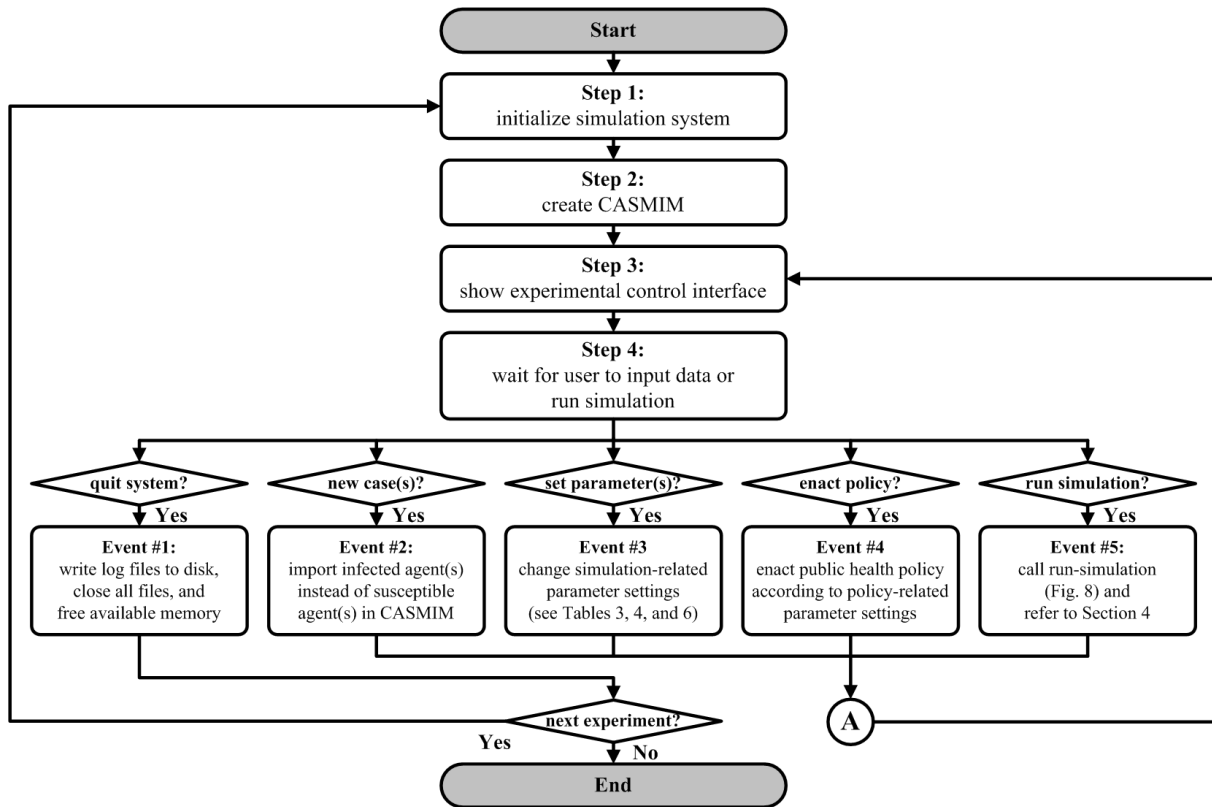 Start
Step 1:
initialize simulation system
Step 2:
create CASMIM
Step 3:
show experimental control interface
Step 4:
wait for user to input data or
run simulation
quit system?
new case(s)?
set parameter(s)?
enact policy?
run simulation?
Yes
Yes
Yes
Yes
Yes
Event #1:
write log files to disk,
close all files, and
free available memory
Event #2:
import infected agent(s)
instead of susceptible
agent(s) in CASMIM
Event #3
change simulation-related
parameter settings
(see Tables 3, 4, and 6)
Event #4
enact public health policy
according to policy-related
parameter settings
Event #5:
call run-simulation
(Fig. 8) and
refer to Section 4
next experiment?
A
Yes
No
End